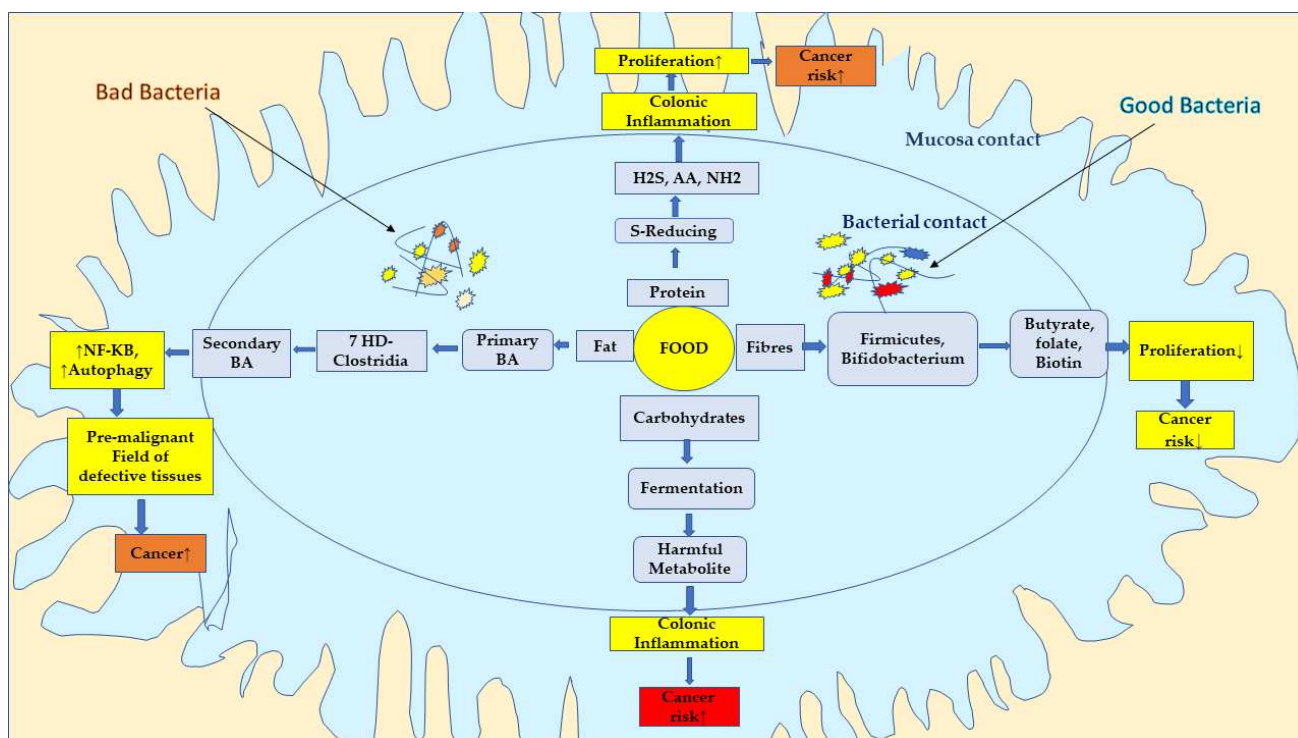 Proliferation↑
Cancer
risk↑
Bad Bacteria
Colonic
Inflammation
Good Bacteria
Mucosa contact
H2S, AA, NH2
S-Reducing
Bacterial contact
Protein
↑NF-KB,
↑Autophagy
Secondary
BA
7 HD-
Clostridia
Primary
BA
Fat
FOOD
Fibres
Firmicutes,
Bifidobacterium
Butyrate,
folate,
Biotin
Proliferation↓
Cancer
risk↓
Carbohydrates
Pre-malignant
Field of
defective tissues
Fermentation
Cancer↑
Harmful
Metabolite
Colonic
Inflammation
Cancer
risk↑